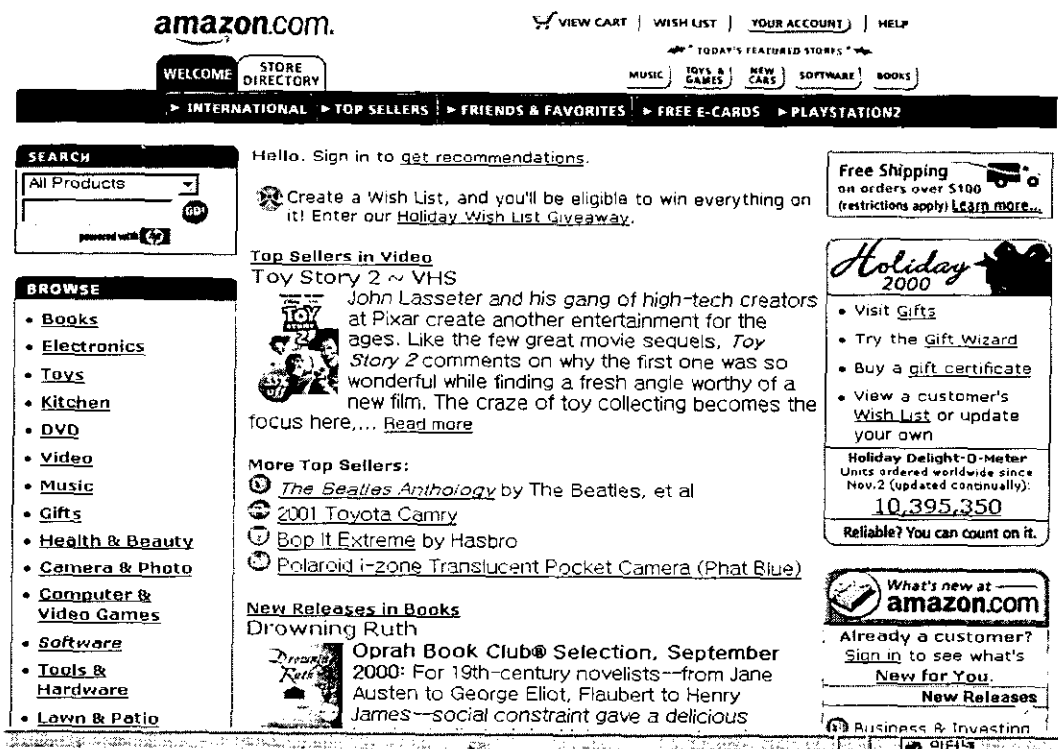 amazon.com.
VIEW CART | WISH LIST | YOUR ACCOUNT | HELP
TODAY'S FEATURED STORES
WELCOME
STORE DIRECTORY
MUSIC
TOYS & GAMES
NEW CARS
SOFTWARE
BOOKS
INTERNATIONAL
TOP SELLERS
FRIENDS & FAVORITES
FREE E-CARDS
PLAYSTATION2
SEARCH
All Products
GO!
powered with hp
BROWSE
• Books
• Electronics
• Toys
• Kitchen
• DVD
• Video
• Music
• Gifts
• Health & Beauty
• Camera & Photo
• Computer &
Video Games
• Software
• Tools &
Hardware
• Lawn & Patio
Hello. Sign in to get recommendations.
Create a Wish List, and you'll be eligible to win everything on
it! Enter our Holiday Wish List Giveaway.
Top Sellers in Video
Toy Story 2 ~ VHS
TOY STORY 2
John Lasseter and his gang of high-tech creators
at Pixar create another entertainment for the
ages. Like the few great movie sequels, Toy
Story 2 comments on why the first one was so
wonderful while finding a fresh angle worthy of a
new film. The craze of toy collecting becomes the
focus here,... Read more
More Top Sellers:
The Beatles Anthology by The Beatles, et al
2001 Toyota Camry
Bop It Extreme by Hasbro
Polaroid i-zone Translucent Pocket Camera (Phat Blue)
New Releases in Books
Drowning Ruth
Drowning
Ruth
Oprah Book Club® Selection, September
2000: For 19th-century novelists--from Jane
Austen to George Eliot, Flaubert to Henry
James--social constraint gave a delicious
Free Shipping
on orders over $100
(restrictions apply) Learn more...
Holiday
2000
• Visit Gifts
• Try the Gift Wizard
• Buy a gift certificate
• View a customer's
Wish List or update
your own
Holiday Delight-O-Meter
Units ordered worldwide since
Nov.2 (updated continually):
10,395,350
Reliable? You can count on it.
What's new at
amazon.com
Already a customer?
Sign in to see what's
New for You.
New Releases
Business & Investing